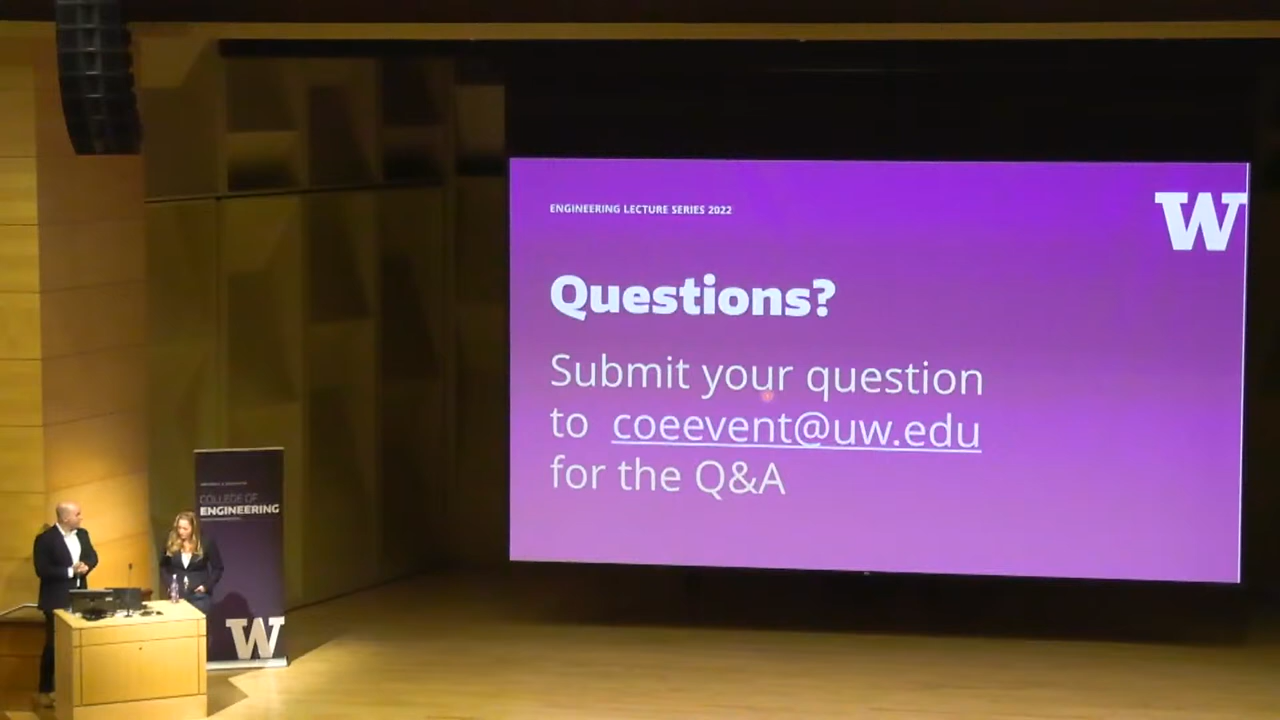 ENGINEERING LECTURE SERIES 2022
W
Questions?
Submit your question
to coeevent@uw.edu
for the Q&A
COLLEGE OF
ENGINEERING
W